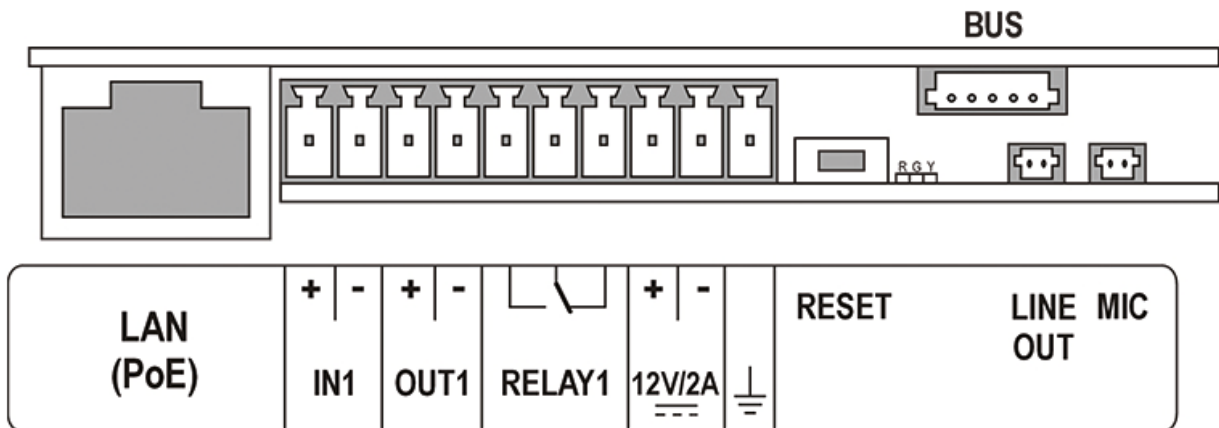 BUS
R G Y
+ - + - + -
LAN
(PoE)
IN1 OUT1 RELAY1 12V/2A
RESET
LINE
OUT
MIC